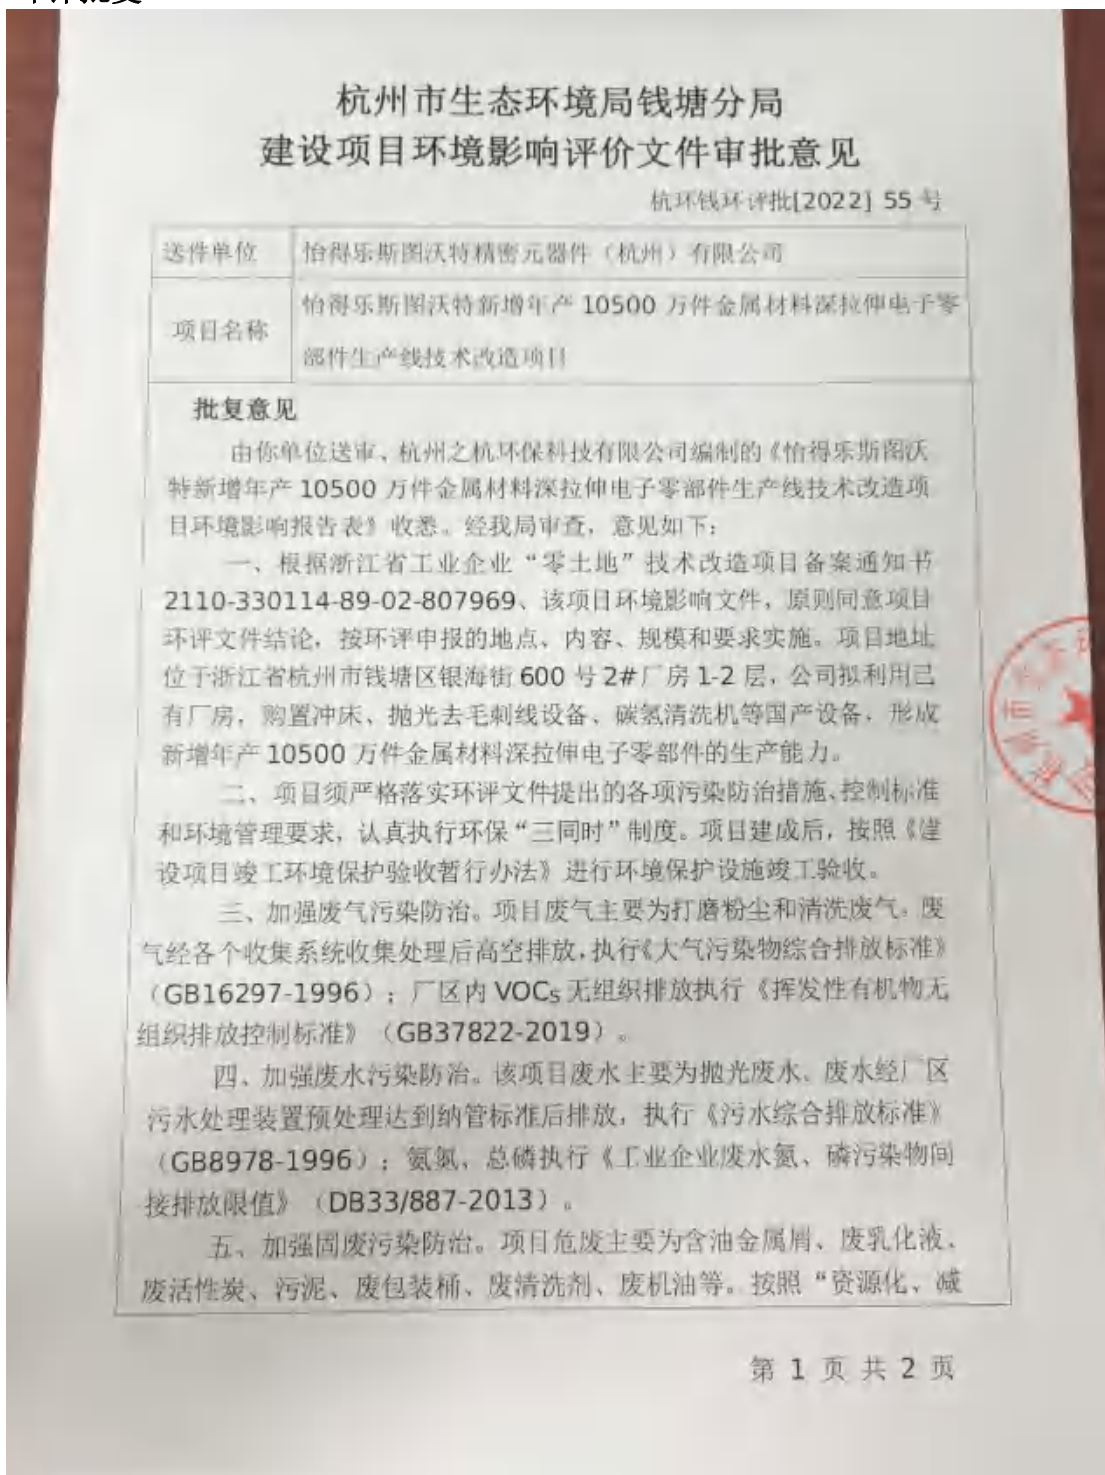 杭州市生态环境局钱塘分局
建设项目环境影响评价文件审批意见
杭环钱环评批[2022] 55 号
送件单位
怡得乐斯图沃特精密元器件（杭州）有限公司
项目名称
怡得乐斯图沃特新增年产 10500 万件金属材料深拉伸电子零
部件生产线技术改造项目
批复意见
由你单位送审、杭州之杭环保科技有限公司编制的《怡得乐斯图沃
特新增年产 10500 万件金属材料深拉伸电子零部件生产线技术改造项
目环境影响报告表》收悉。经我局审查，意见如下：
一、根据浙江省工业企业“零土地”技术改造项目备案通知书
2110-330114-89-02-807969、该项目环境影响文件，原则同意项目
环评文件结论，按环评申报的地点、内容、规模和要求实施。项目地址
位于浙江省杭州市钱塘区银海街 600 号 2#厂房 1-2 层，公司拟利用已
有厂房，购置冲床、抛光去毛刺线设备、碳氢清洗机等国产设备，形成
新增年产 10500 万件金属材料深拉伸电子零部件的生产能力。
二、项目须严格落实环评文件提出的各项污染防治措施、控制标准
和环境管理要求，认真执行环保“三同时”制度。项目建成后，按照《建
设项目竣工环境保护验收暂行办法》进行环境保护设施竣工验收。
三、加强废气污染防治。项目废气主要为打磨粉尘和清洗废气。废
气经各个收集系统收集处理后高空排放，执行《大气污染物综合排放标准》
（GB16297-1996）；厂区内 VOCs 无组织排放执行《挥发性有机物无
组织排放控制标准》（GB37822-2019）。
四、加强废水污染防治。该项目废水主要为抛光废水、废水经厂区
污水处理装置预处理达到纳管标准后排放，执行《污水综合排放标准》
（GB8978-1996）；氨氮、总磷执行《工业企业废水氮、磷污染物间
接排放限值》（DB33/887-2013）。
五、加强固废污染防治。项目危废主要为含油金属屑、废乳化液、
废活性炭、污泥、废包装桶、废清洗剂、废机油等。按照“资源化、减
第 1 页 共 2 页